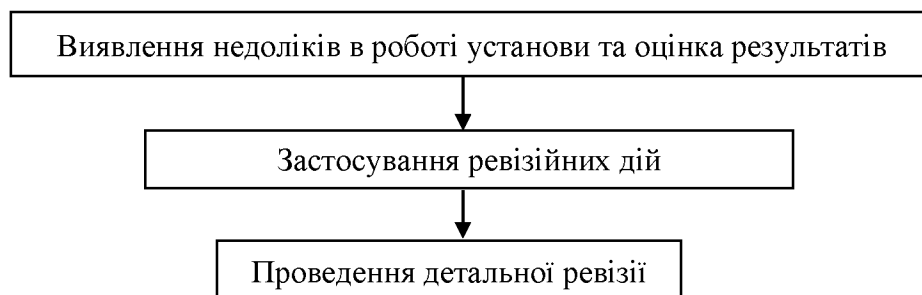 Виявлення недоліків в роботі установи та оцінка результатів
Застосування ревізійних дій
Проведення детальної ревізії